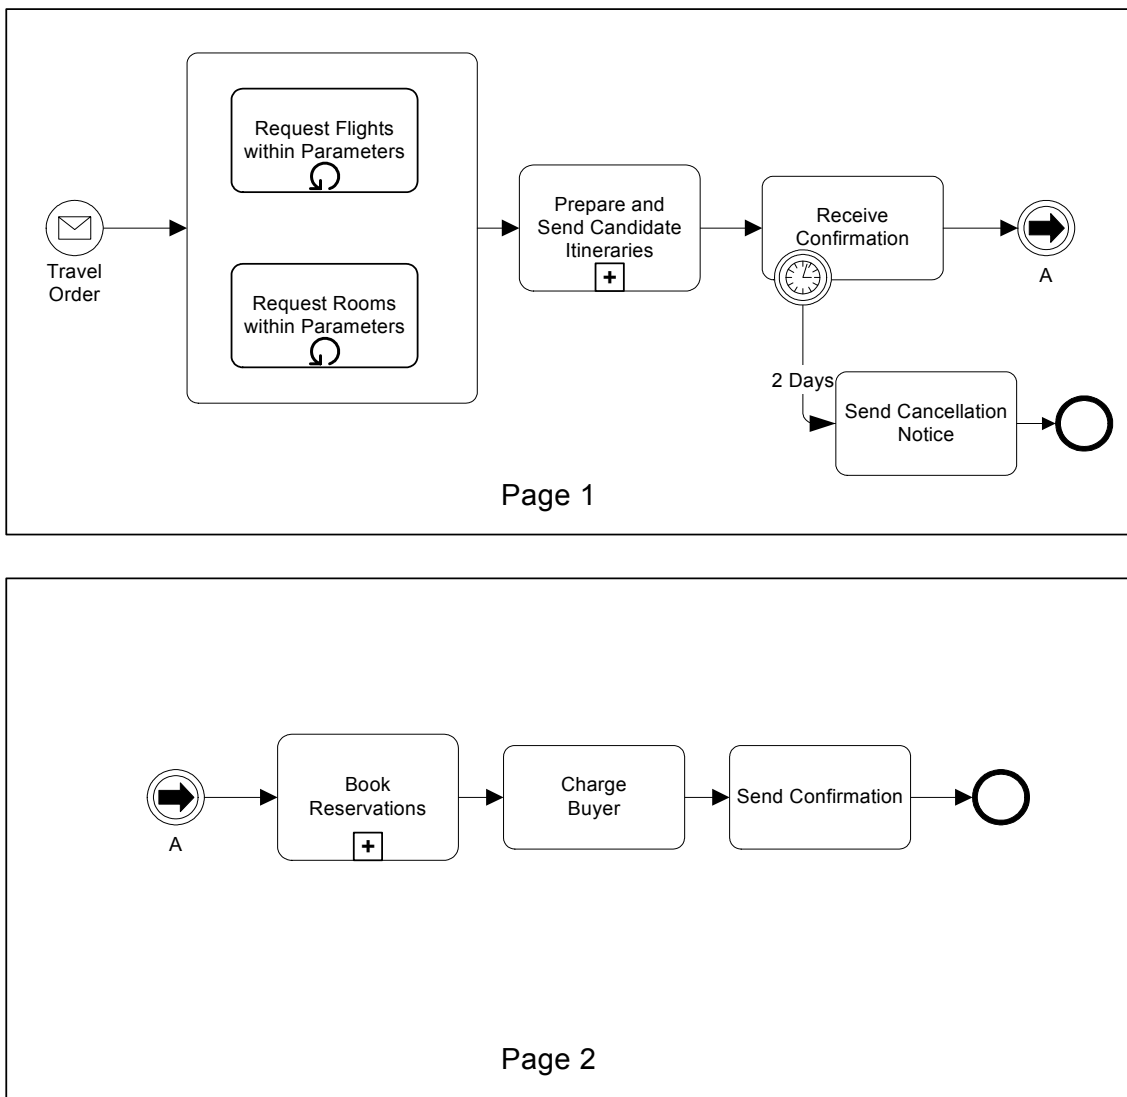 Request Flights
within Parameters
Travel
Order
Request Rooms
within Parameters
Prepare and
Send Candidate
Itineraries
+
Receive
Confirmation
A
2 Days
Send Cancellation
Notice
Page 1
A
Book
Reservations
+
Charge
Buyer
Send Confirmation
Page 2